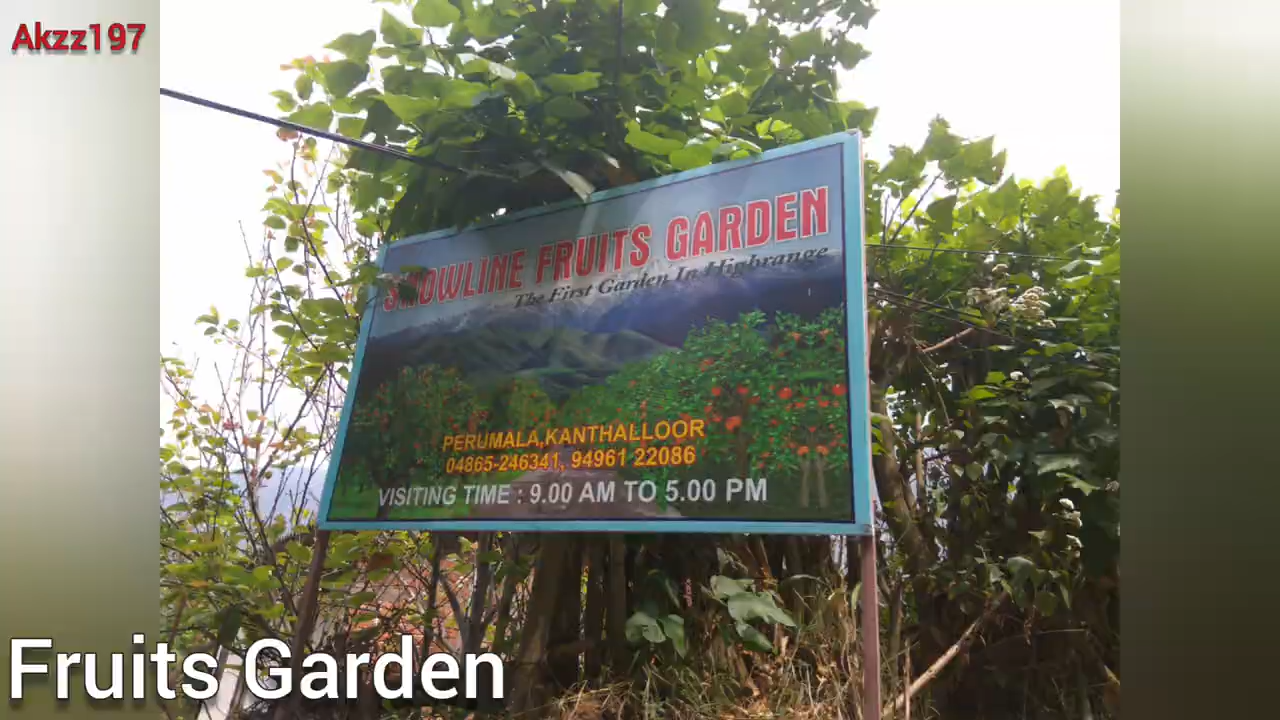 Akzz197
SNOWLINE FRUITS GARDEN
The First Garden In Highrange
PERUMALA,KANTHALLOOR
04865-246341, 94961 22086
VISITING TIME : 9.00 AM TO 5.00 PM
Fruits Garden